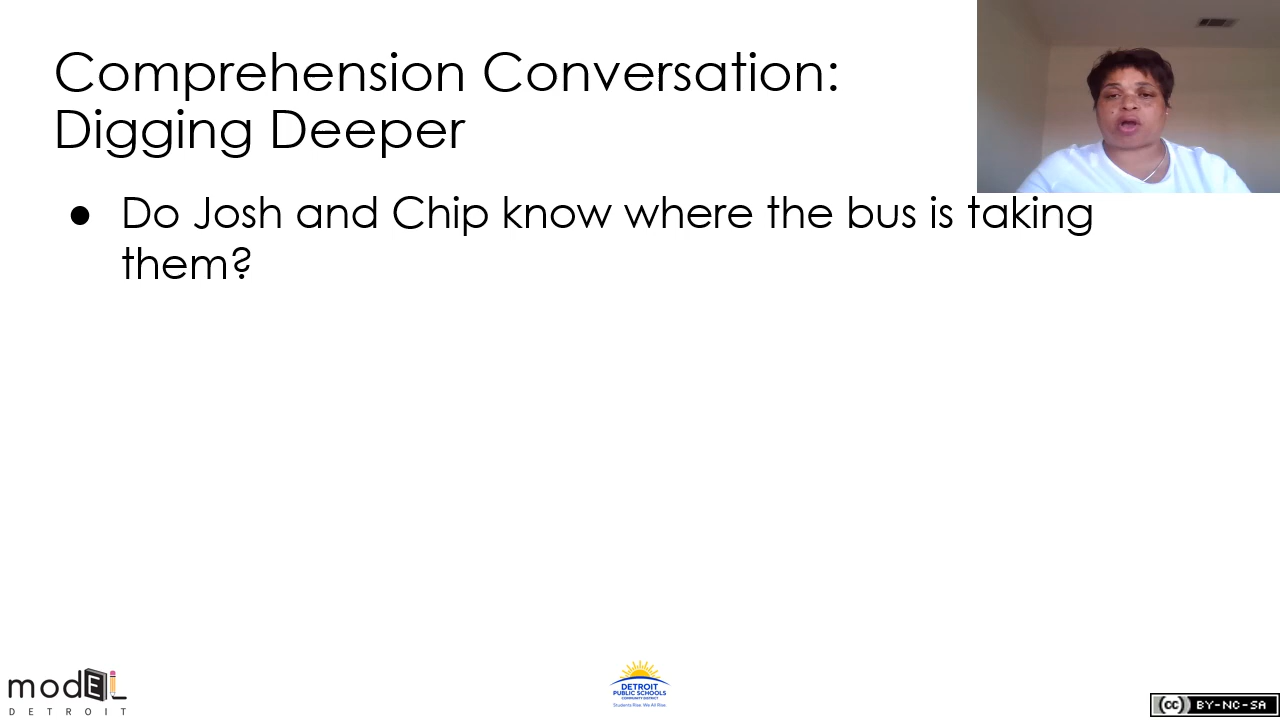 Comprehension Conversation:
Digging Deeper
● Do Josh and Chip know where the bus is taking
them?
modEL
DETROIT
DETROIT
PUBLIC SCHOOLS
COMMUNITY DISTRICT
Students Rise. We All Rise.
(cc) BY-NC-SA